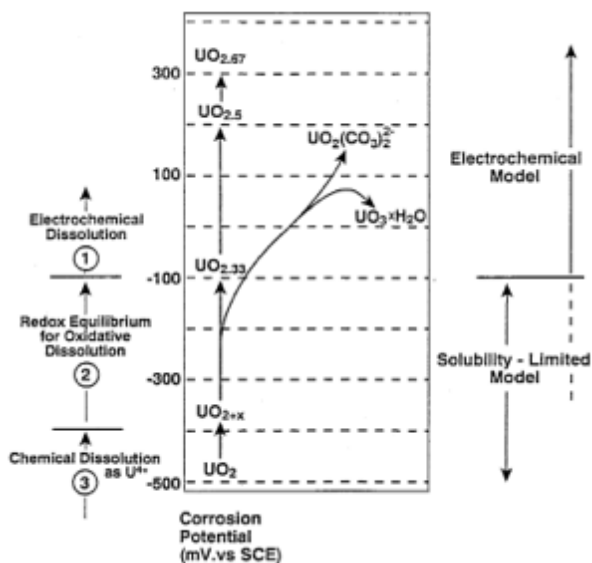 UO2.67
300
UO2.5
UO2(CO3)2 2-
100
Electrochemical
Model
Electrochemical
Dissolution
1
UO3·xH2O
UO2.33
-100
Redox Equilibrium
for Oxidative
Dissolution
2
Solubility - Limited
Model
-300
UO2+x
Chemical Dissolution
as U4+
3
UO2
-500
Corrosion
Potential
(mV.vs SCE)